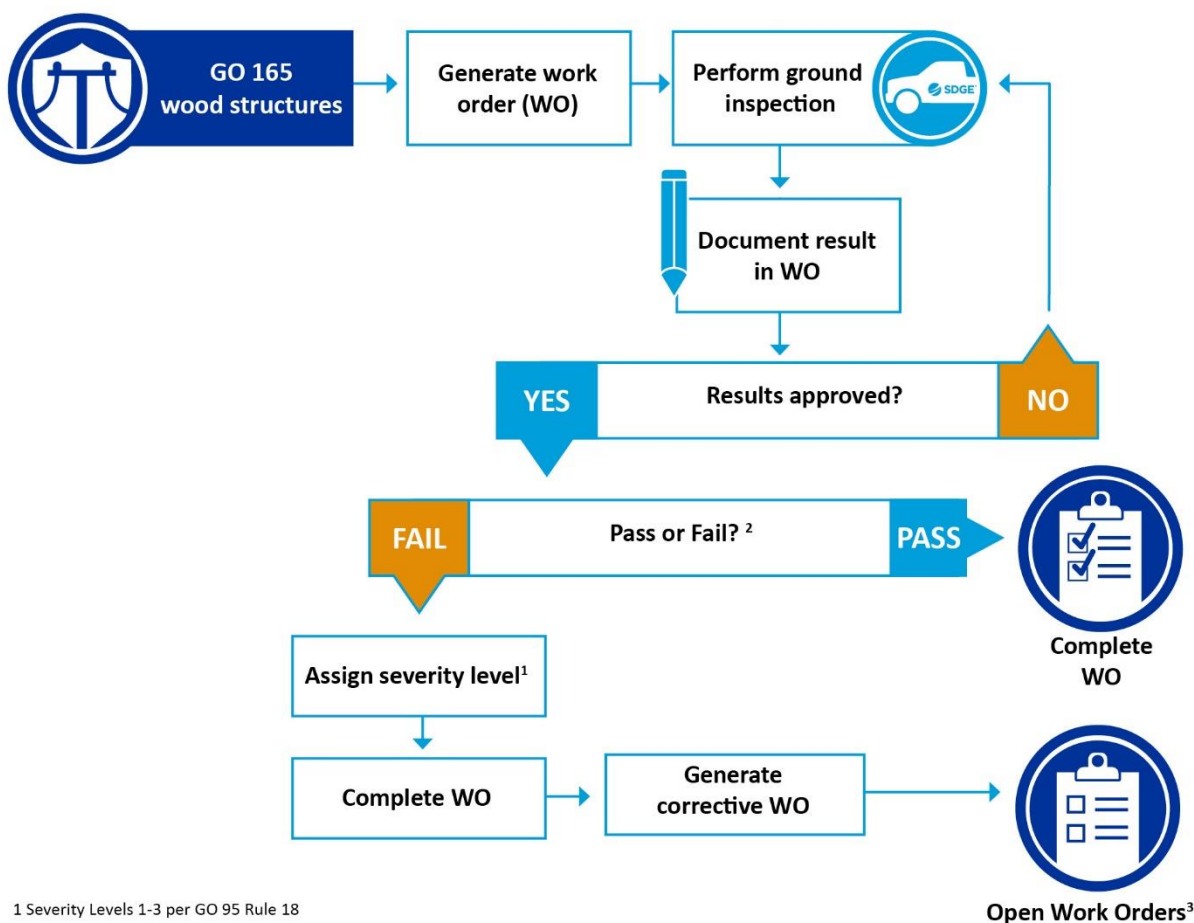 GO 165
wood structures
Generate work
order (WO)
Perform ground
inspection
SDGE
Document result
in WO
YES
Results approved?
NO
FAIL
Pass or Fail? ²
PASS
Complete
WO
Assign severity level¹
Complete WO
Generate
corrective WO
Open Work Orders³
1 Severity Levels 1-3 per GO 95 Rule 18